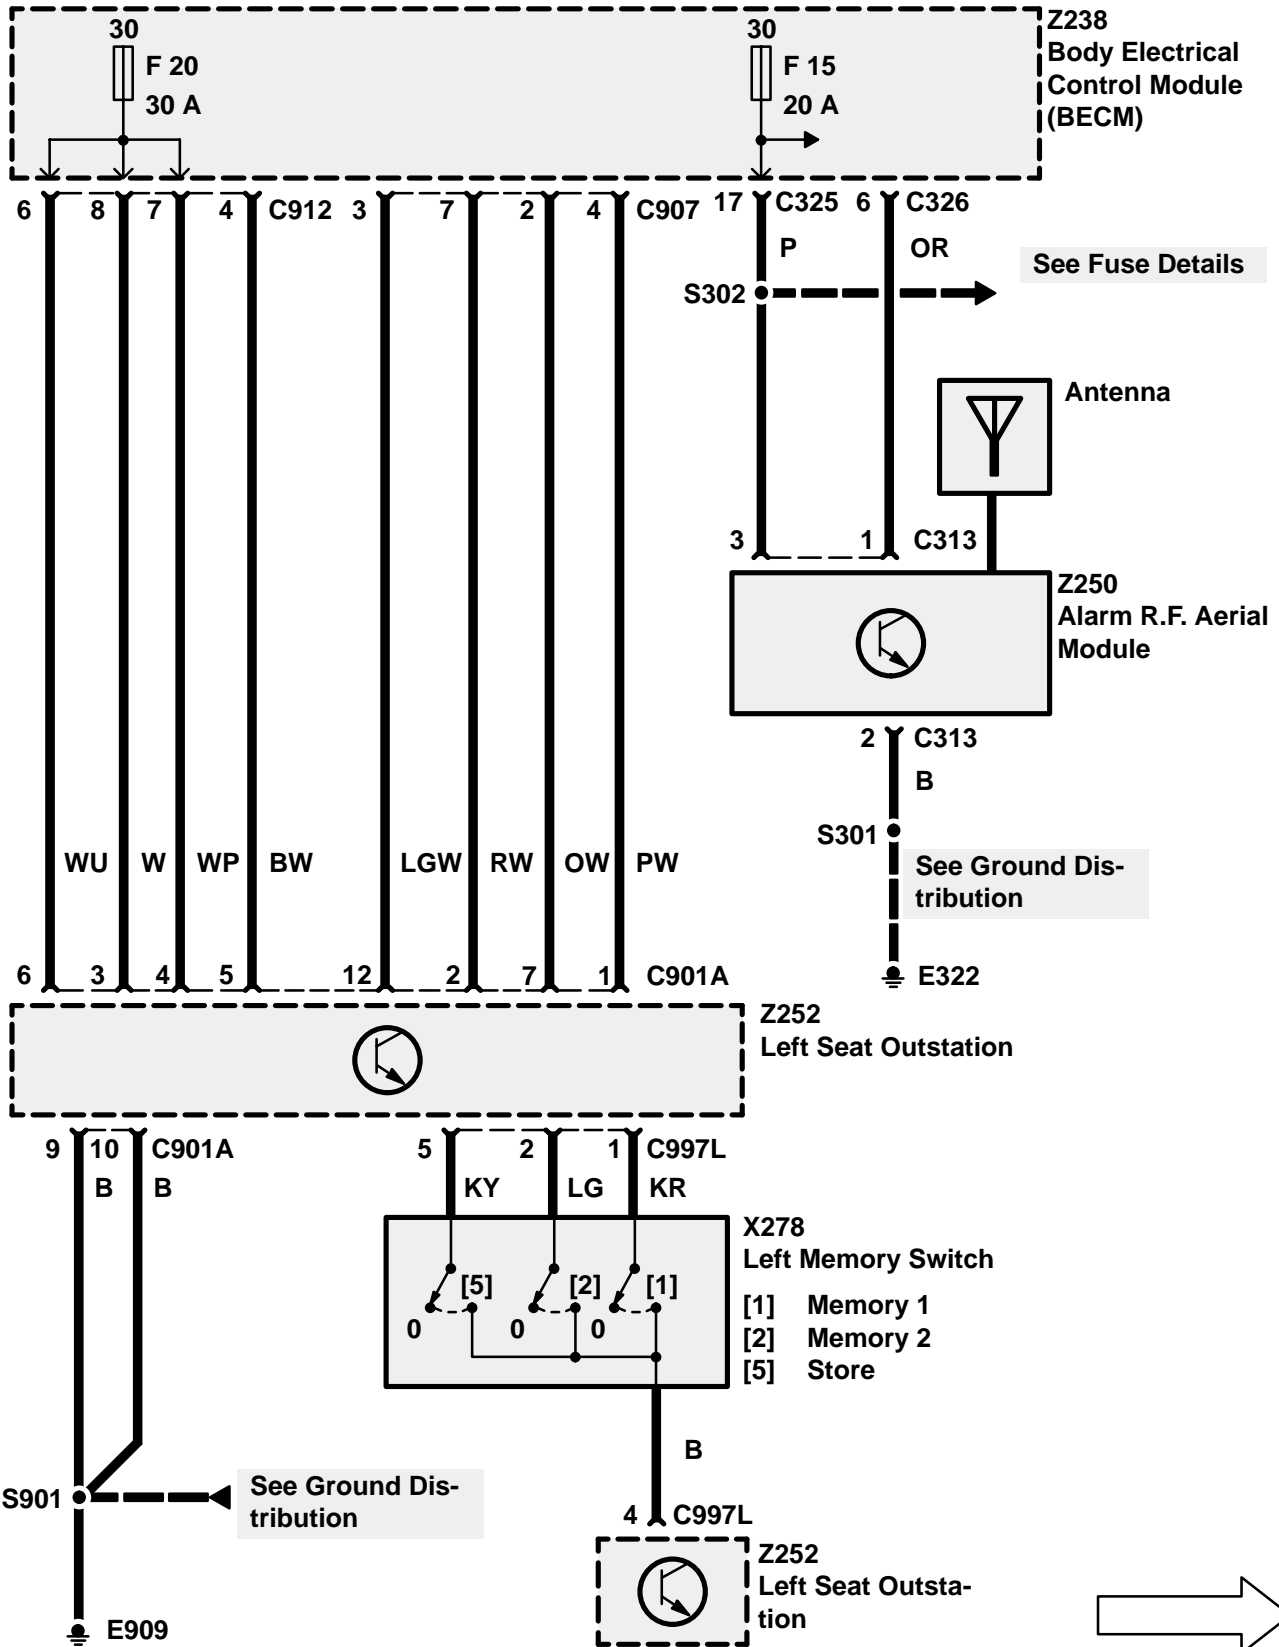 30
30
Z238
Body Electrical
Control Module
(BECM)
F 20
30 A
F 15
20 A
6 8 7 4 C912 3 7 2 4 C907 17 C325 6 C326
P OR
See Fuse Details
S302
Antenna
3 1 C313
Z250
Alarm R.F. Aerial
Module
2 C313
B
S301
See Ground Dis-
tribution
E322
WU W WP BW LGW RW OW PW
6 3 4 5 12 2 7 1 C901A
Z252
Left Seat Outstation
9 10 C901A 5 2 1 C997L
B B KY LG KR
X278
Left Memory Switch
[5] [2] [1]
0 0 0
[1] Memory 1
[2] Memory 2
[5] Store
B
S901
See Ground Dis-
tribution
4 C997L
Z252
Left Seat Outsta-
tion
E909